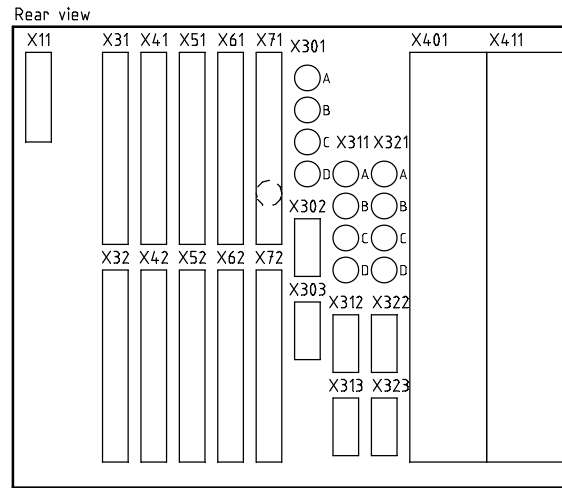 Rear view
X11 X31 X41 X51 X61 X71 X301 X401 X411
A
B
C X311 X321
D A A
X302 B B
C C
X32 X42 X52 X62 X72 D D
X303 X312 X322
X313 X323